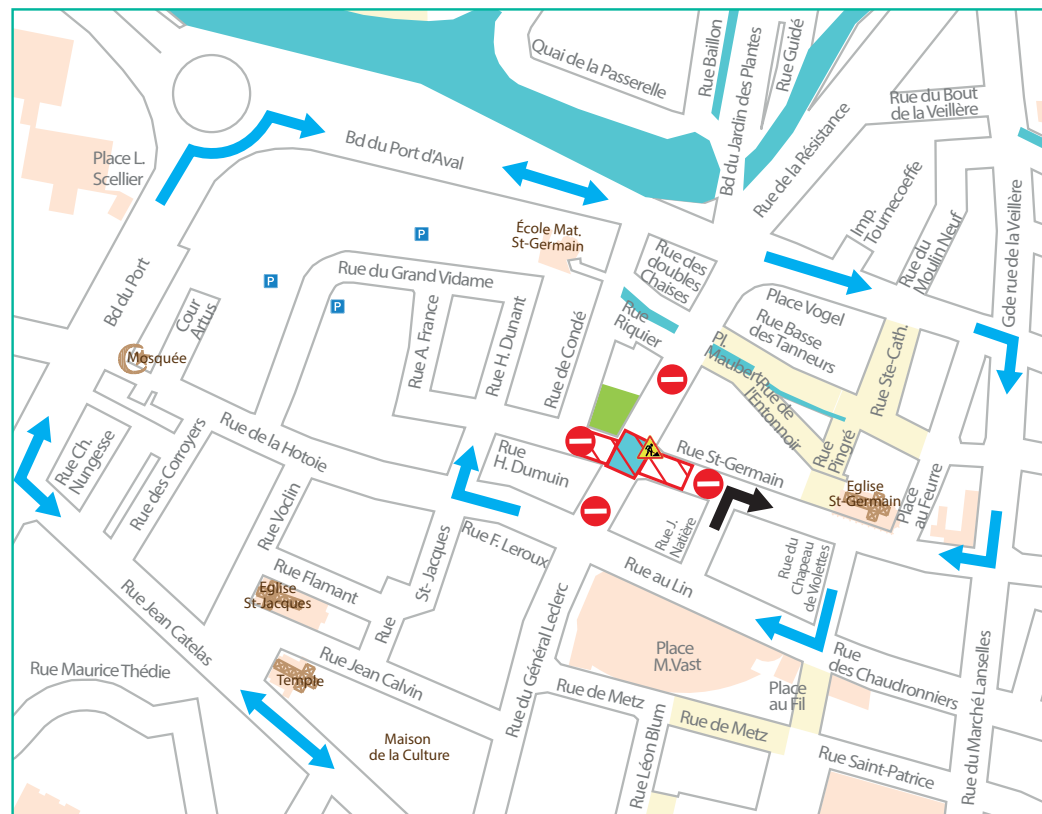 Quai de la Passerelle
Rue Baillon
Bd du Jardin des Plantes
Rue Guidé
Rue du Bout
de la Veillère
Rue de la Résistance
Bd du Port d'Aval
Place L.
Scellier
Imp.
Tournecoeffe
Rue du
Moulin Neuf
Gde rue de la Veillère
École Mat.
St-Germain
P
P
P
Rue des
doubles
Chaises
Rue du Grand Vidame
Bd du Port
Cour
Artus
Place Vogel
Rue Basse
des Tanneurs
Rue
Riquier
Pl.
Maubert
Rue Ste-Cath.
Rue A. France
Rue H. Dunant
Rue de Condé
Mosquée
Rue de
l'Entonnoir
Rue
Pingré
Rue Ch.
Nungesse
Rue des Corroyers
Rue de la Hotoie
Rue
H. Dumuin
Rue St-Germain
Eglise
St-Germain
Place
au Feurre
Rue Voclin
Rue F. Leroux
Rue J.
Natière
Rue
St-Jacques
Rue du
Chapeau
de Violettes
Rue Flamant
Rue au Lin
Eglise
St-Jacques
Rue Jean Catelas
Rue du Général Leclerc
Rue Maurice Thédie
Temple
Rue Jean Calvin
Place
M.Vast
Rue
des Chaudronniers
Place
au Fil
Rue de Metz
Rue de Metz
Rue du Marché Lanselles
Maison
de la Culture
Rue Léon Blum
Rue Saint-Patrice